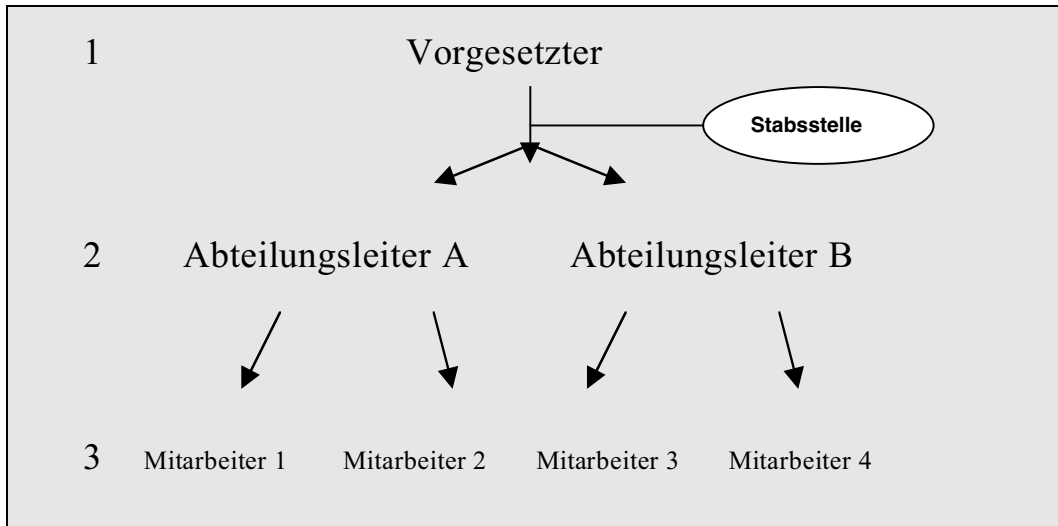 1 Vorgesetzter
Stabsstelle
2 Abteilungsleiter A Abteilungsleiter B
3 Mitarbeiter 1 Mitarbeiter 2 Mitarbeiter 3 Mitarbeiter 4